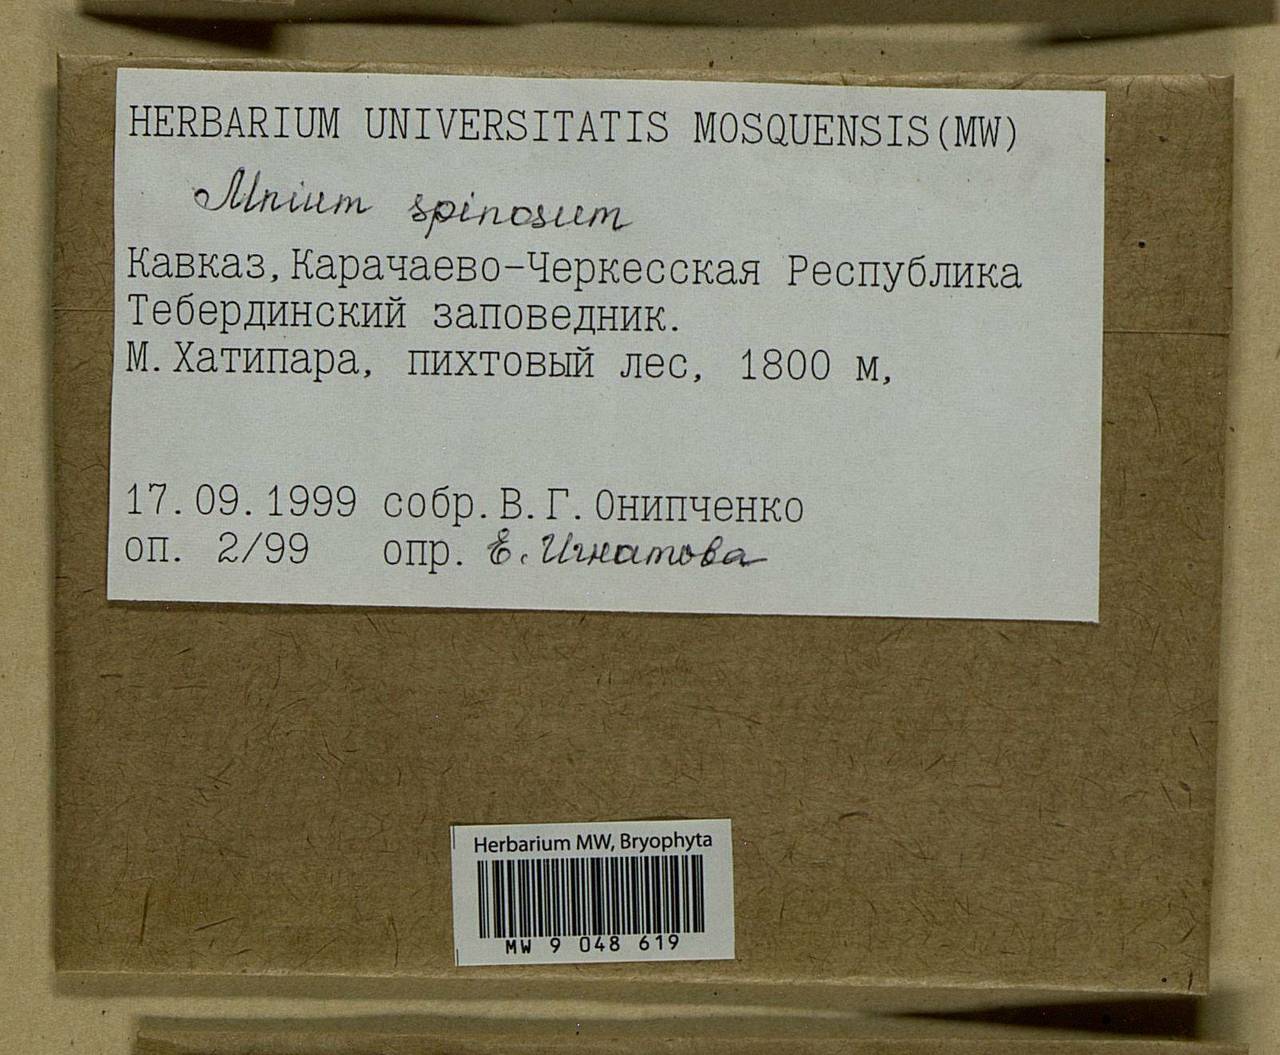 HERBARIUM UNIVERSITATIS MOSQUENSIS(MW)
Mnium spinosum
Кавказ, Карачаево-Черкесская Республика
Тебердинский заповедник.
М. Хатипара, пихтовый лес, 1800 м,
17.09.1999 собр. В.Г. Онипченко
оп. 2/99 опр. Е. Игнатова
Herbarium MW, Bryophyta
MW 9 048 619